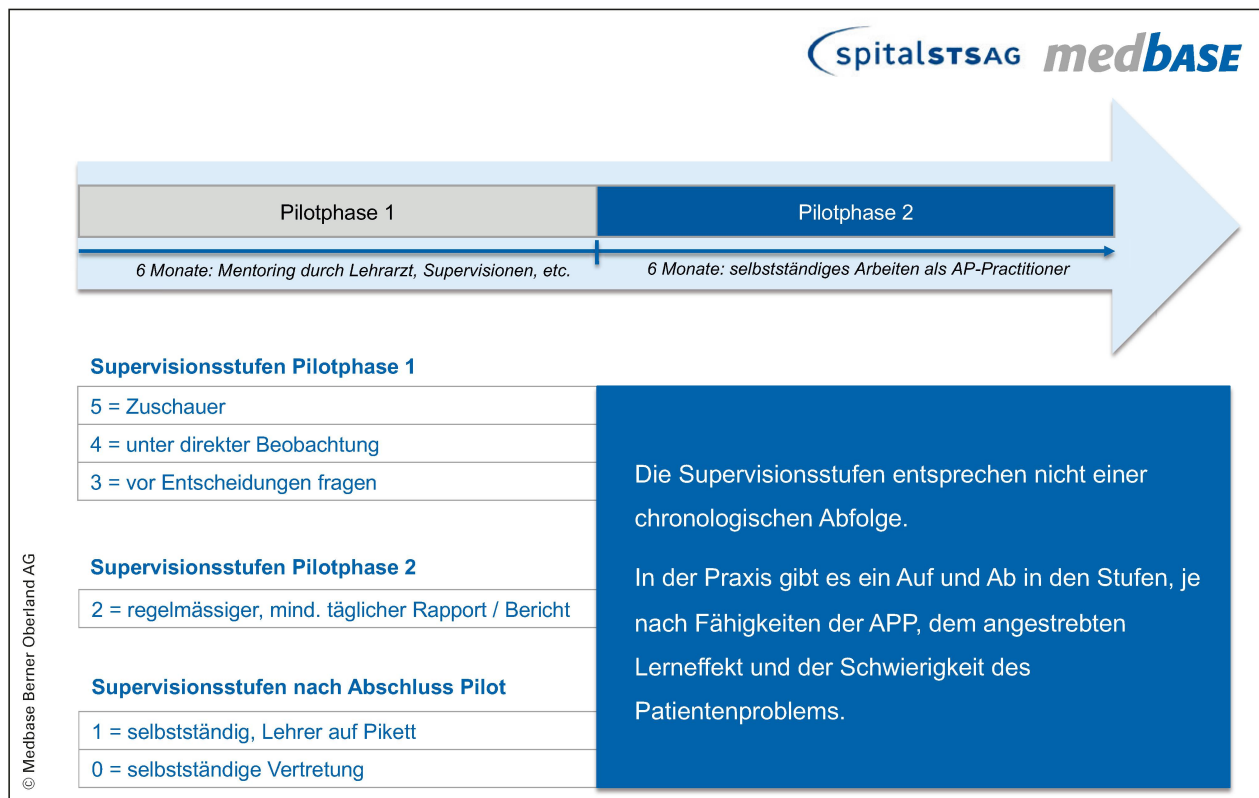 spitalSTSAG medbase
Pilotphase 1
Pilotphase 2
6 Monate: Mentoring durch Lehrarzt, Supervisionen, etc.
6 Monate: selbstständiges Arbeiten als AP-Practitioner
Supervisionsstufen Pilotphase 1
5 = Zuschauer
4 = unter direkter Beobachtung
3 = vor Entscheidungen fragen
Supervisionsstufen Pilotphase 2
2 = regelmässiger, mind. täglicher Rapport / Bericht
Supervisionsstufen nach Abschluss Pilot
1 = selbstständig, Lehrer auf Pikett
0 = selbstständige Vertretung
Die Supervisionsstufen entsprechen nicht einer
chronologischen Abfolge.
In der Praxis gibt es ein Auf und Ab in den Stufen, je
nach Fähigkeiten der APP, dem angestrebten
Lerneffekt und der Schwierigkeit des
Patientenproblems.
© Medbase Berner Oberland AG